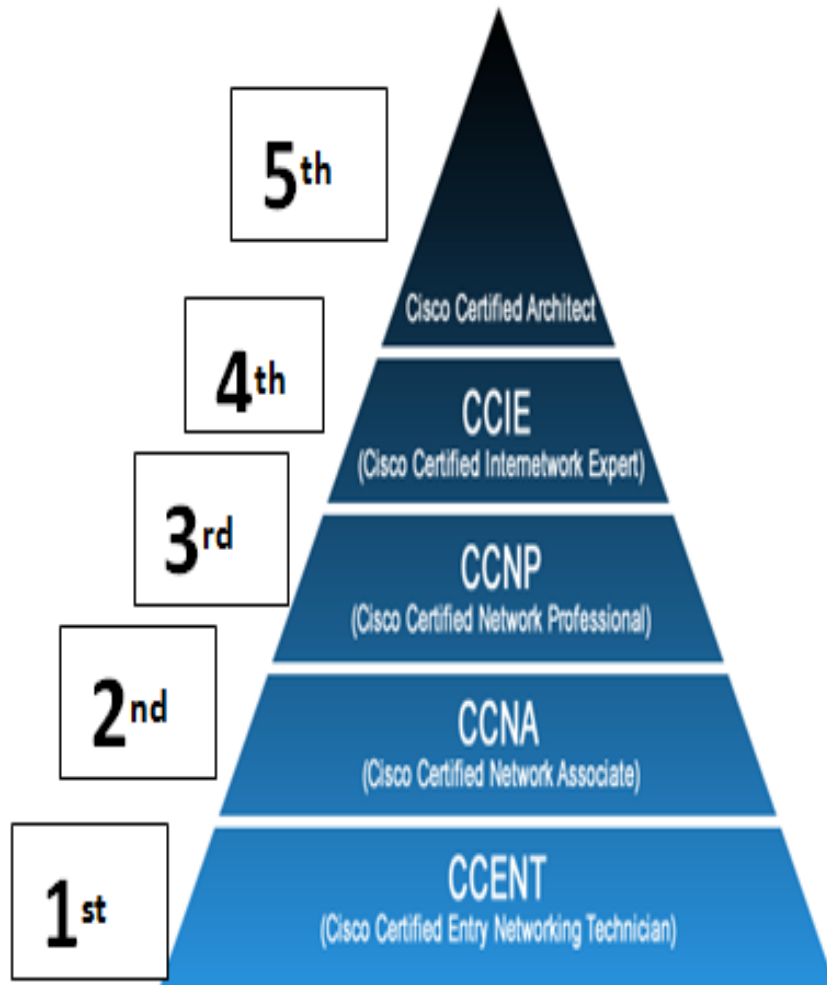 5th
Cisco Certified Architect
4th
CCIE
(Cisco Certified Internetwork Expert)
3rd
CCNP
(Cisco Certified Network Professional)
2nd
CCNA
(Cisco Certified Network Associate)
1st
CCENT
(Cisco Certified Entry Networking Technician)